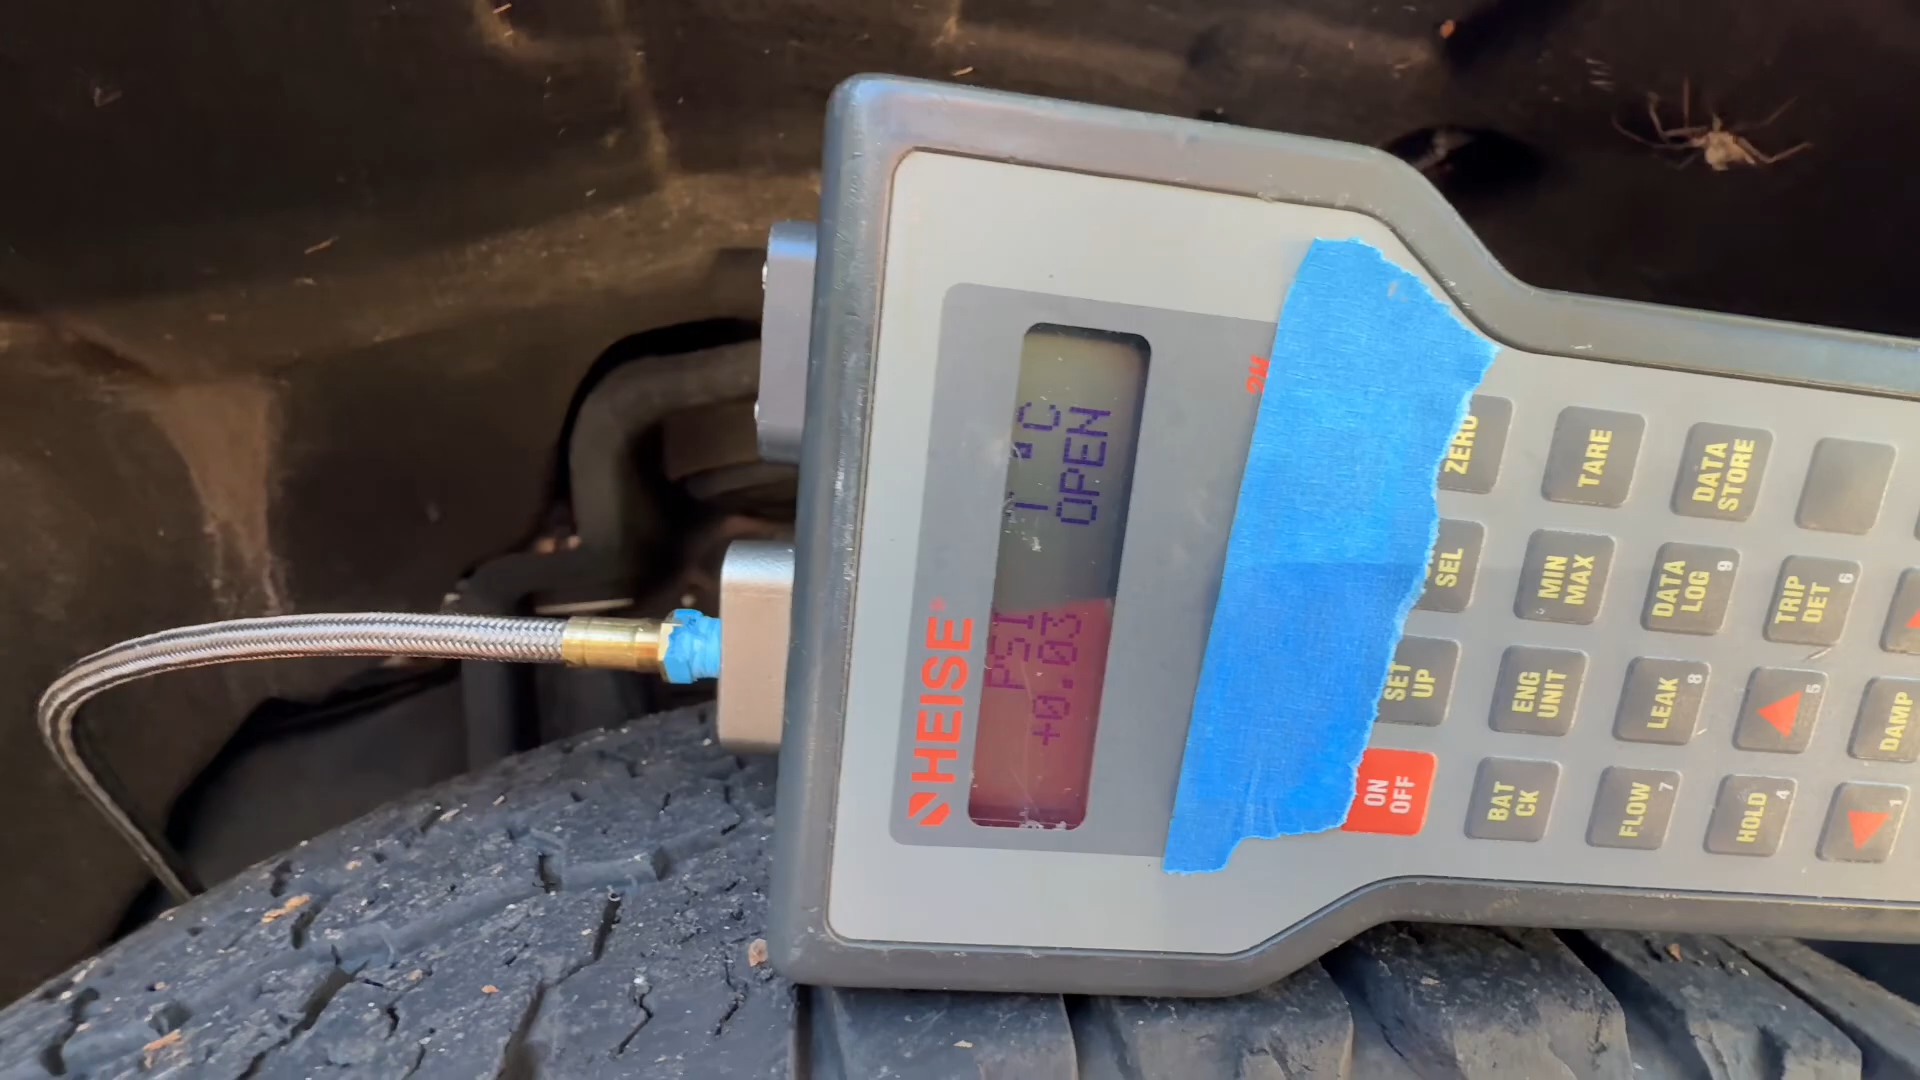 HEISE®
PSI T °C
+0.03 OPEN
ZERO
TARE
DATA STORE
SEL
MIN MAX
DATA LOG 9
TRIP DET 6
SET UP
ENG UNIT
LEAK 8
5
DAMP
ON OFF
BAT CK
FLOW 7
HOLD 4
1